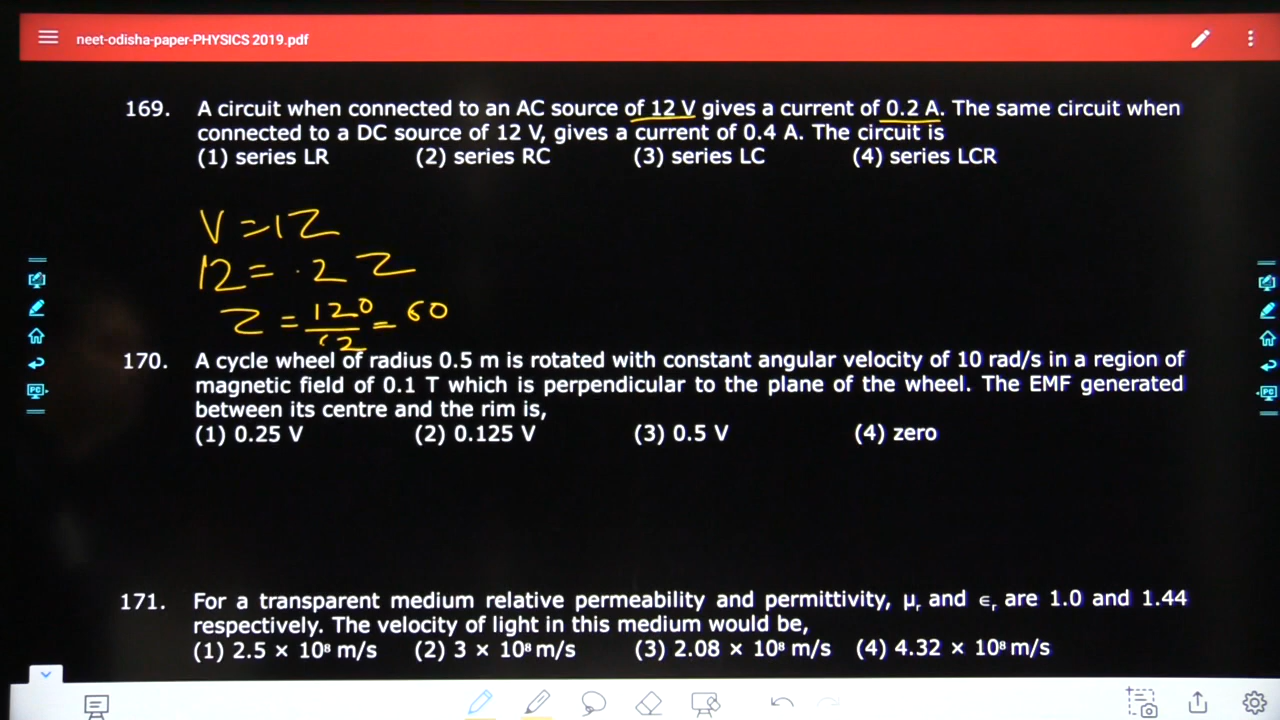 neet-odisha-paper-PHYSICS 2019.pdf
169. A circuit when connected to an AC source of 12 V gives a current of 0.2 A. The same circuit when
connected to a DC source of 12 V, gives a current of 0.4 A. The circuit is
(1) series LR (2) series RC (3) series LC (4) series LCR
V = IZ
12 = .2 Z
Z = 120/2 = 60
170. A cycle wheel of radius 0.5 m is rotated with constant angular velocity of 10 rad/s in a region of
magnetic field of 0.1 T which is perpendicular to the plane of the wheel. The EMF generated
between its centre and the rim is,
(1) 0.25 V (2) 0.125 V (3) 0.5 V (4) zero
171. For a transparent medium relative permeability and permittivity, μᵣ and ϵᵣ are 1.0 and 1.44
respectively. The velocity of light in this medium would be,
(1) 2.5 × 10⁸ m/s (2) 3 × 10⁸ m/s (3) 2.08 × 10⁸ m/s (4) 4.32 × 10⁸ m/s
PC
PC